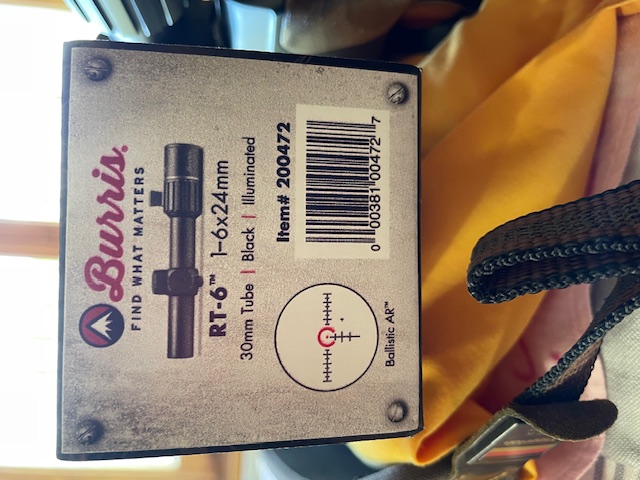 Burris®
FIND WHAT MATTERS
RT-6™ 1-6x24mm
30mm Tube | Black | Illuminated
Item# 200472
0 00381 00472 7
Ballistic AR™